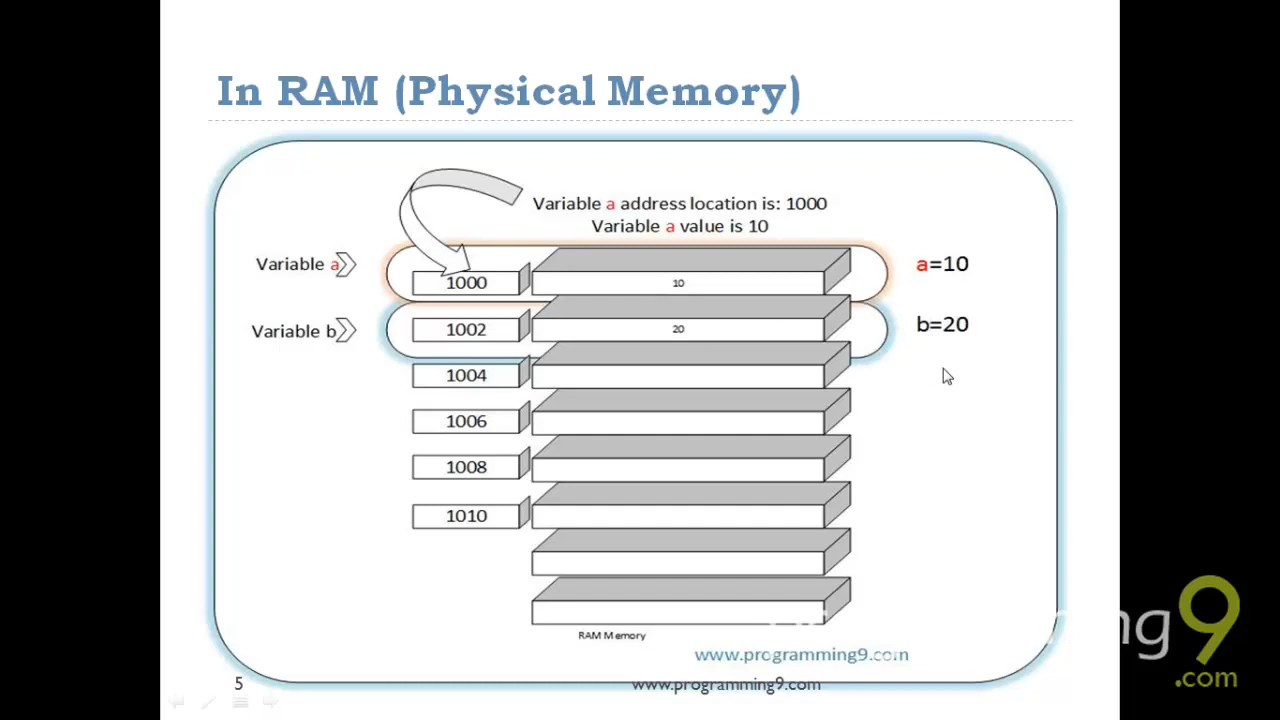 In RAM (Physical Memory)
Variable a address location is: 1000
Variable a value is 10
Variable a
1000
10
a=10
Variable b
1002
20
b=20
1004
1006
1008
1010
RAM Memory
www.programming9.com
5
www.programming9.com
ming9
.com